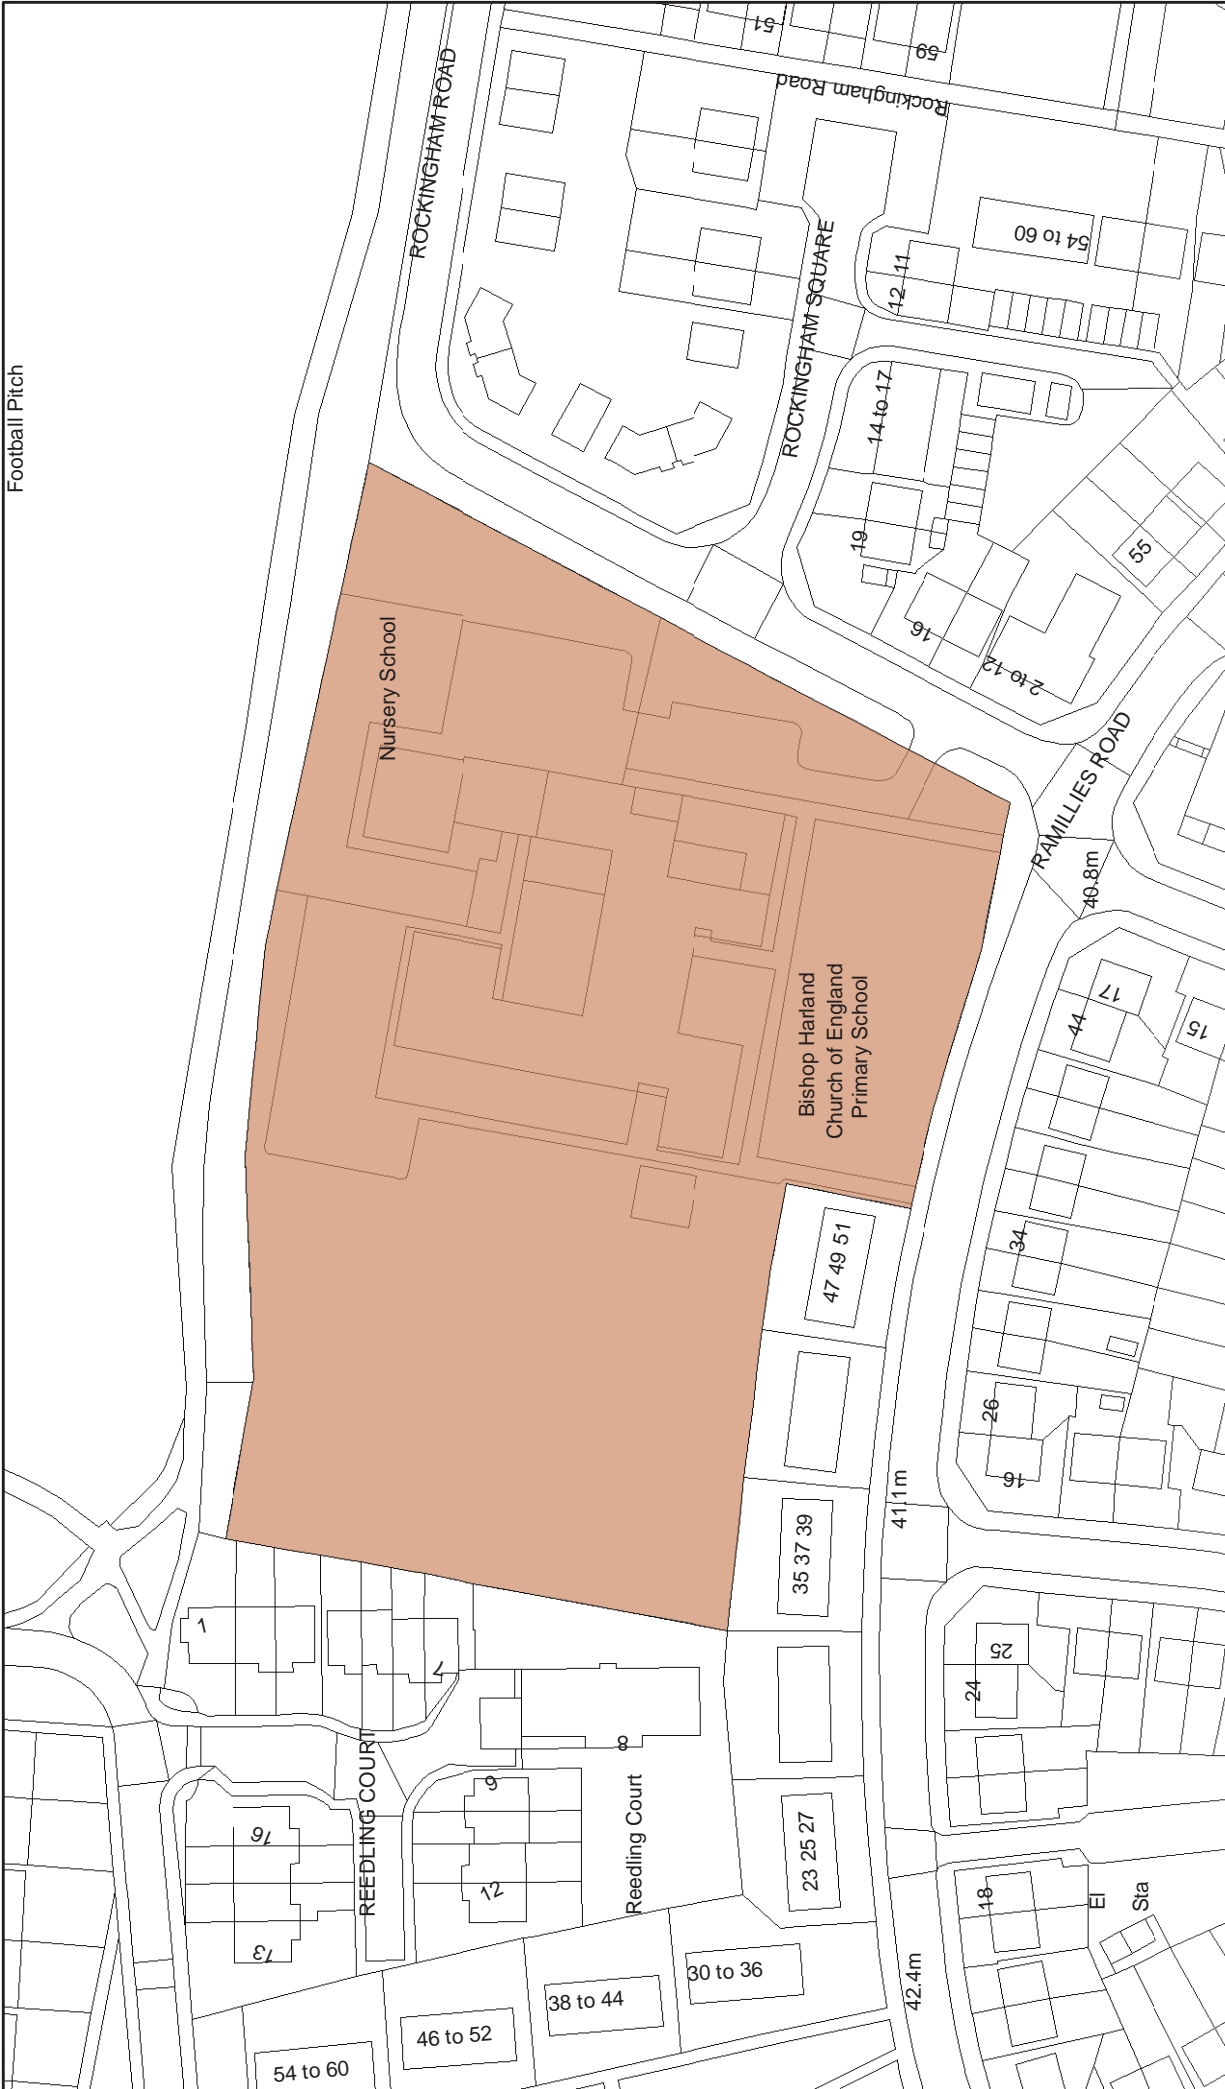 51
59
Rockingham Road
ROCKINGHAM ROAD
54 to 60
11
12
ROCKINGHAM SQUARE
Football Pitch
14 to 17
19
55
16
2 to 12
Nursery School
RAMILLIES ROAD
40.8m
Bishop Harland
Church of England
Primary School
17
44
15
47 49 51
34
26
16
41.1m
35 37 39
1
7
25
24
8
REEDLING COURT
9
16
Reedling Court
23 25 27
12
13
18
El
Sta
30 to 36
38 to 44
42.4m
46 to 52
54 to 60